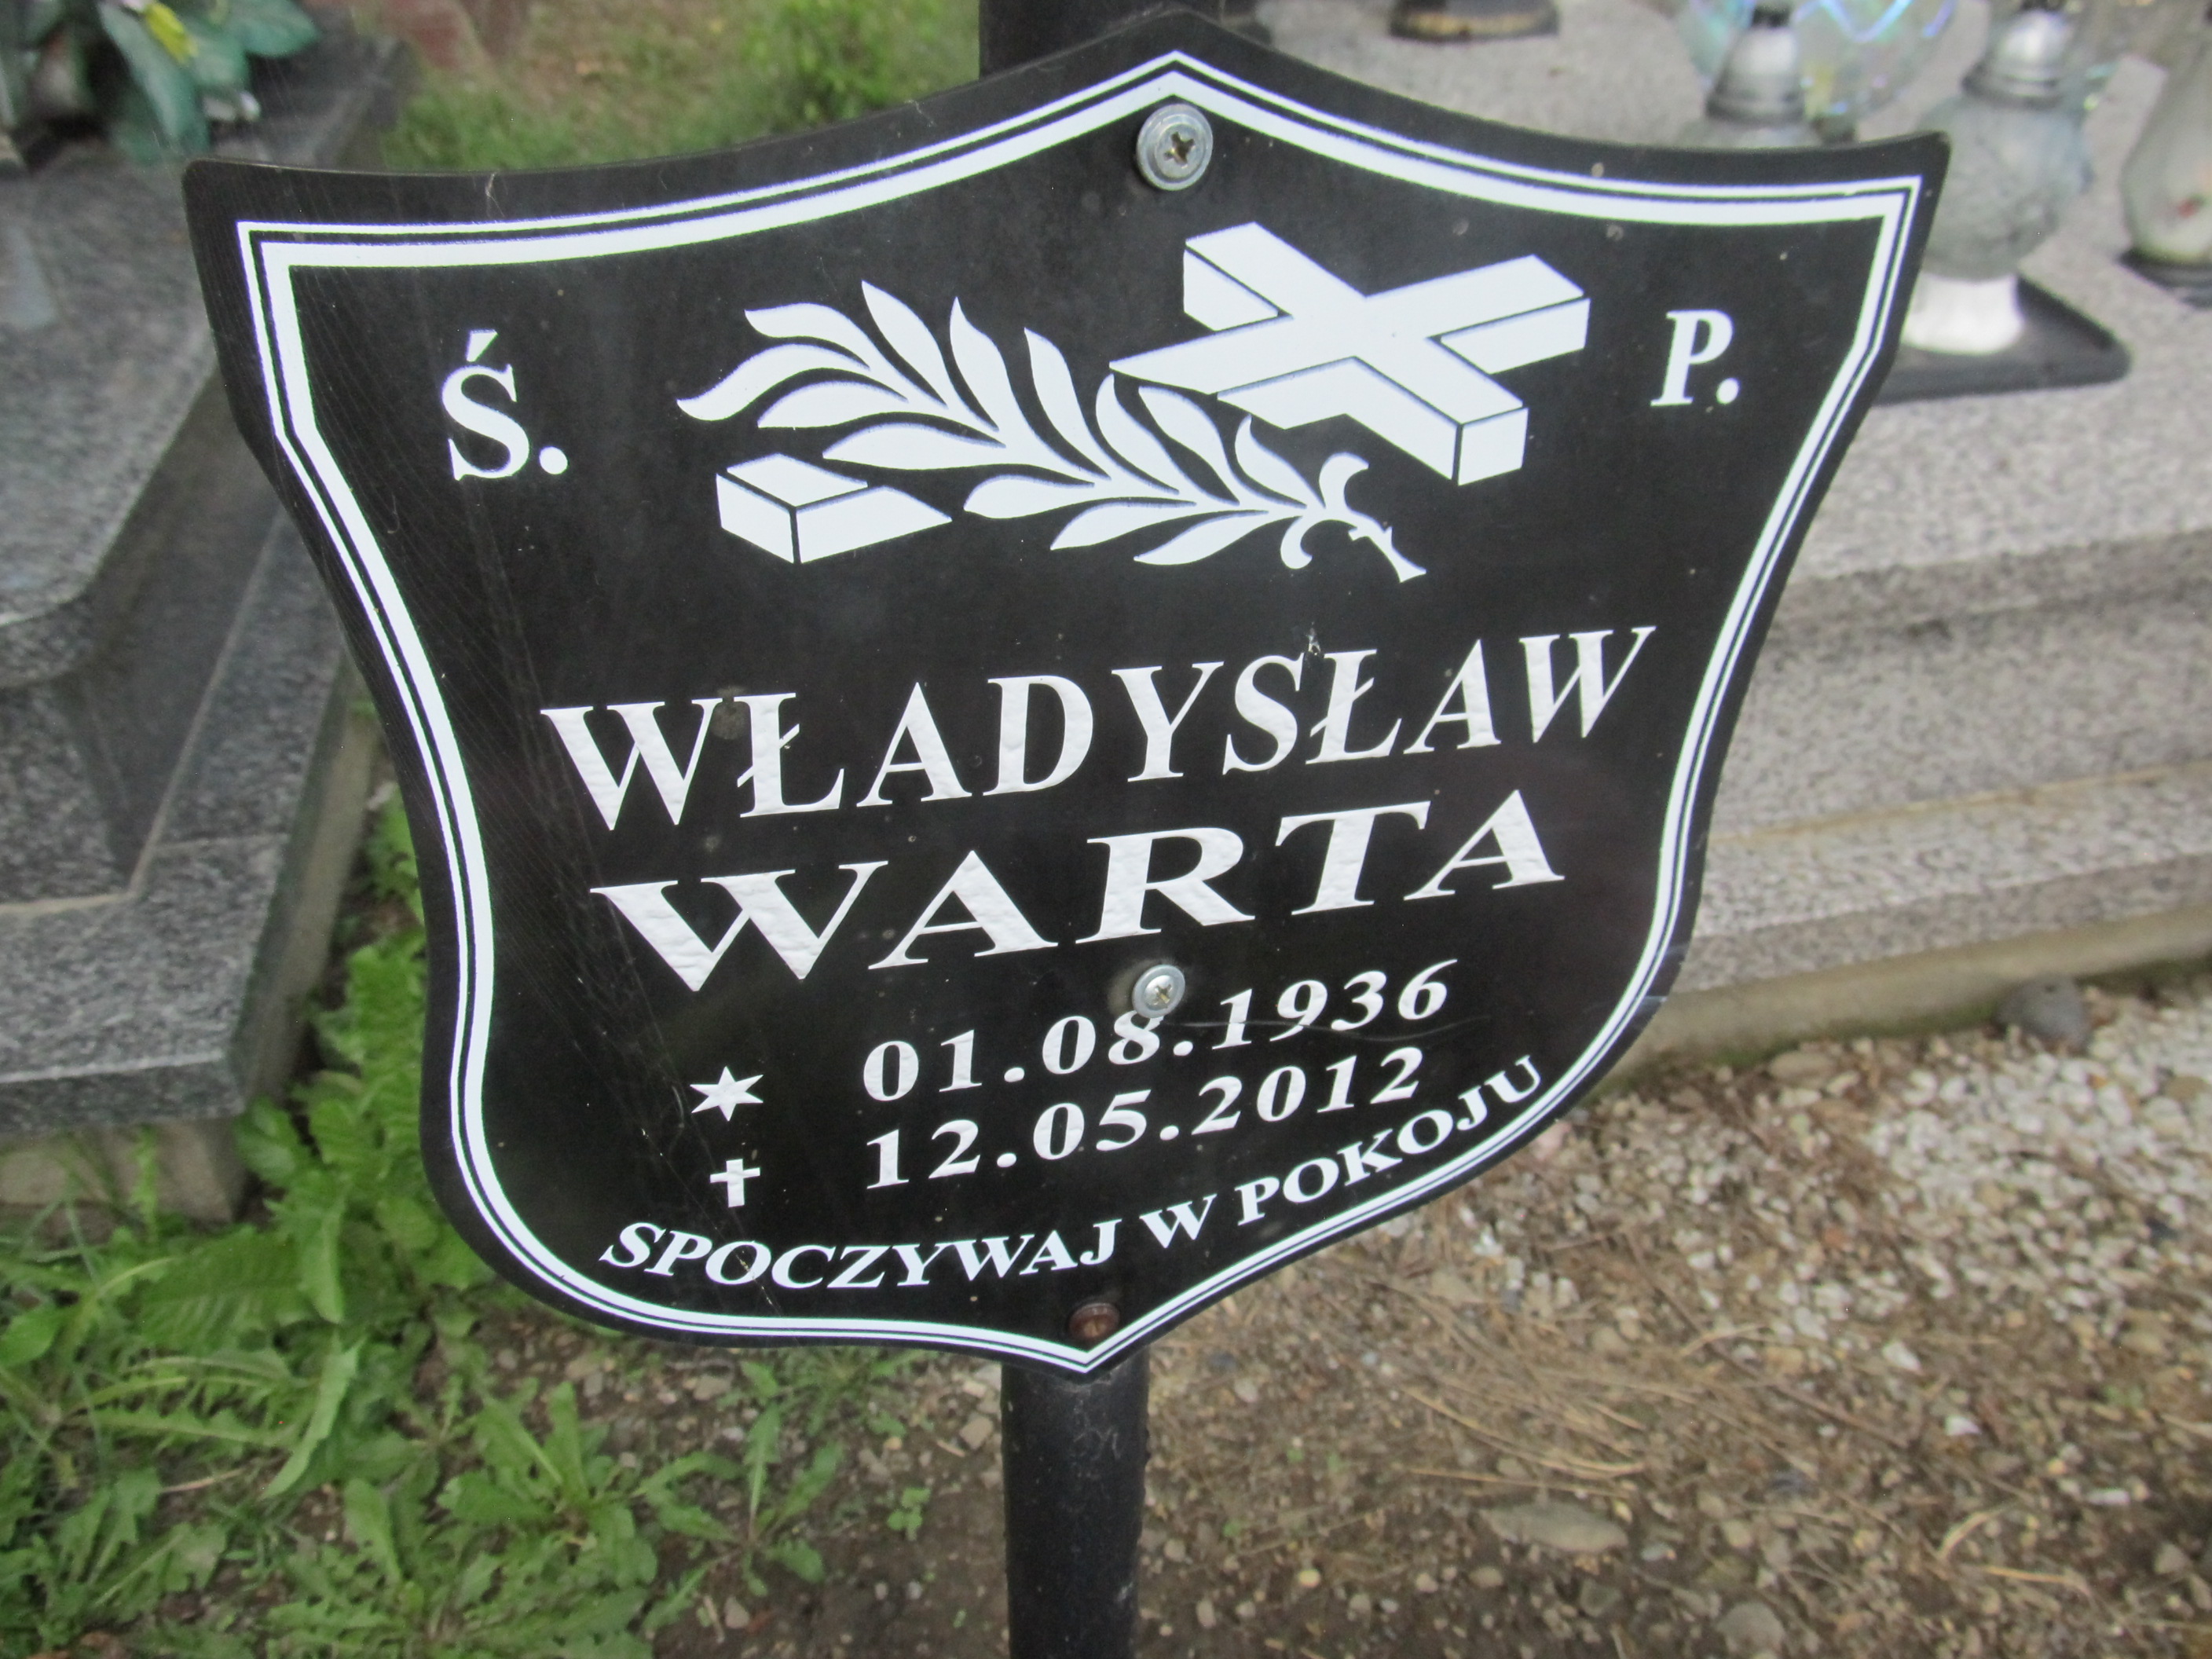 Ś. P.
WŁADYSŁAW
WARTA
01.08.1936
12.05.2012
SPOCZYWAJ W POKOJU